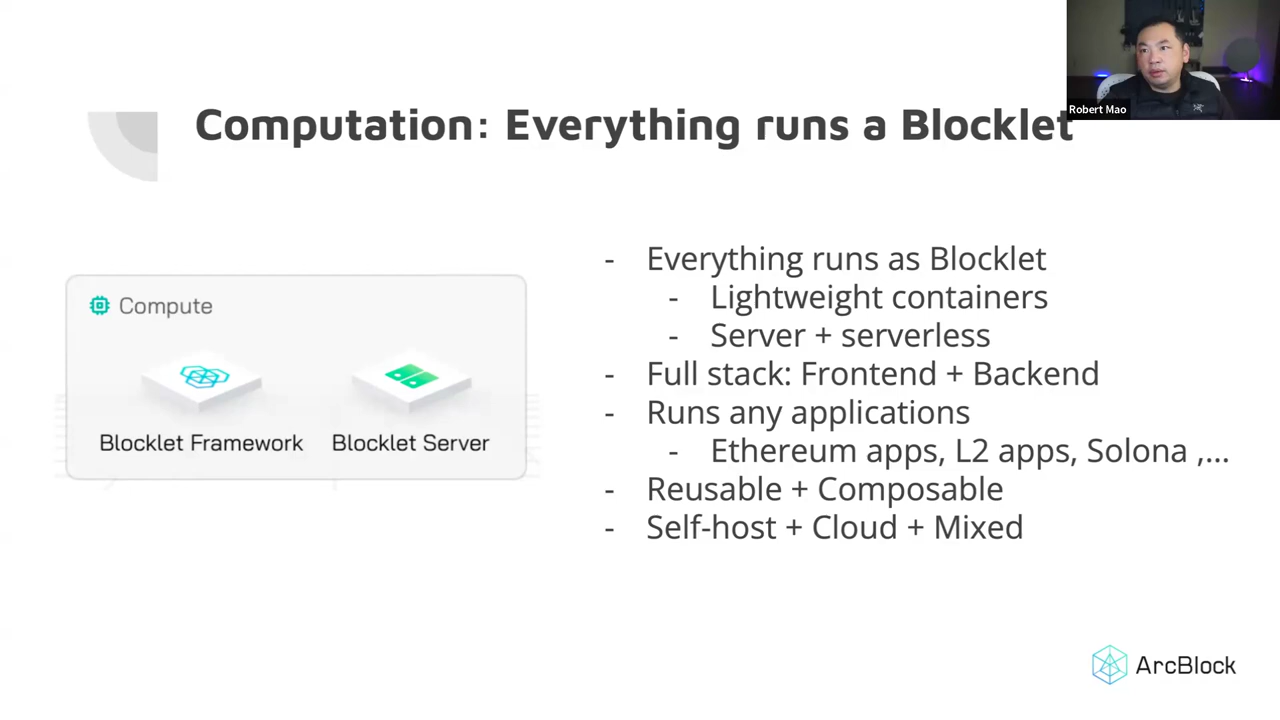 Robert Mao
Computation: Everything runs a Blocklet
Compute
Blocklet Framework
Blocklet Server
- Everything runs as Blocklet
- Lightweight containers
- Server + serverless
- Full stack: Frontend + Backend
- Runs any applications
- Ethereum apps, L2 apps, Solona ,...
- Reusable + Composable
- Self-host + Cloud + Mixed
ArcBlock